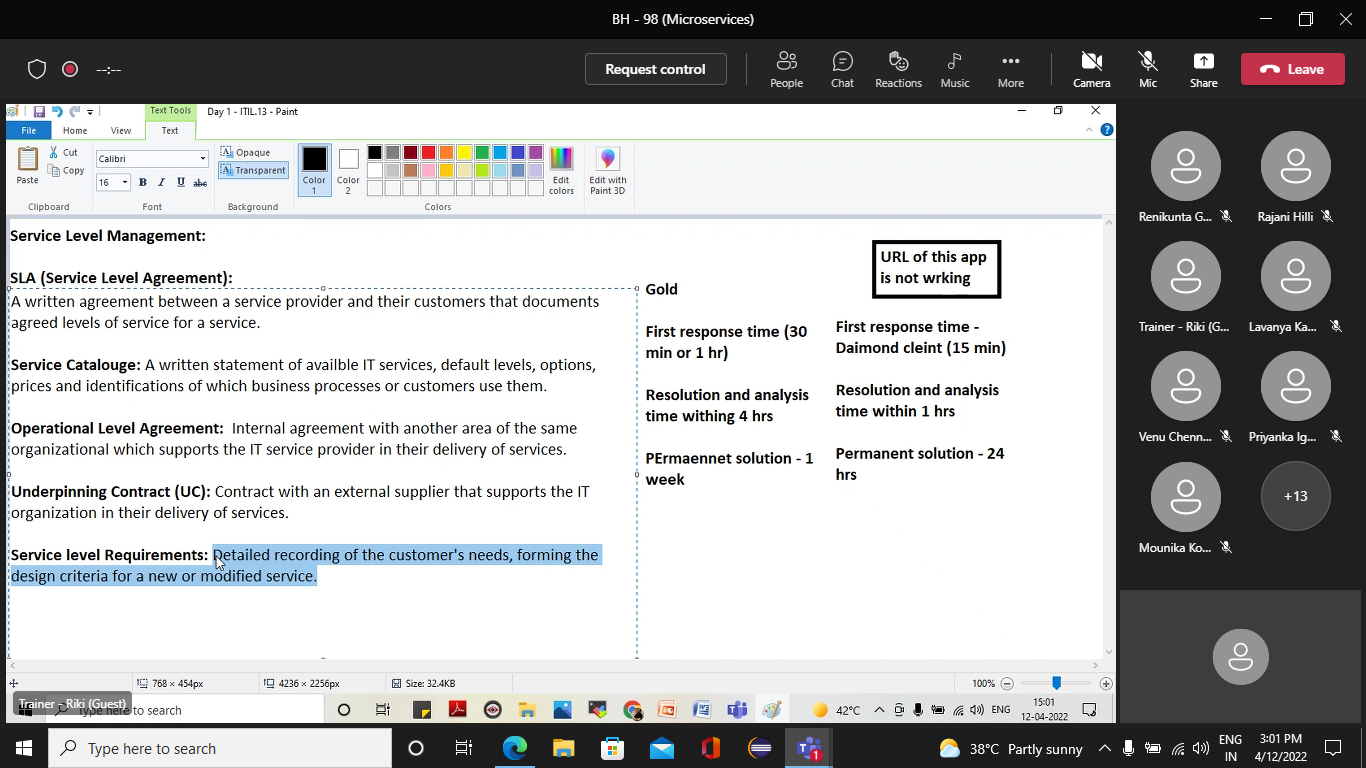 BH - 98 (Microservices)
--:--
Request control
People
Chat
Reactions
Music
More
Camera
Mic
Share
Leave
Text Tools
Day 1 - ITIL.13 - Paint
File
Home
View
Text
Paste
Cut
Copy
Clipboard
Calibri
16
B
I
U
abc
Font
Opaque
Transparent
Background
Color
1
Color
2
Edit
colors
Colors
Edit with
Paint 3D
Service Level Management:
SLA (Service Level Agreement):
A written agreement between a service provider and their customers that documents
agreed levels of service for a service.
Service Catalouge: A written statement of availble IT services, default levels, options,
prices and identifications of which business processes or customers use them.
Operational Level Agreement: Internal agreement with another area of the same
organizational which supports the IT service provider in their delivery of services.
Underpinning Contract (UC): Contract with an external supplier that supports the IT
organization in their delivery of services.
Service level Requirements: Detailed recording of the customer's needs, forming the
design criteria for a new or modified service.
Gold
First response time (30
min or 1 hr)
Resolution and analysis
time withing 4 hrs
PErmaennet solution - 1
week
URL of this app
is not wrking
First response time -
Daimond cleint (15 min)
Resolution and analysis
time within 1 hrs
Permanent solution - 24
hrs
768 × 454px
4236 × 2256px
Size: 32.4KB
100%
Trainer - Riki (Guest)
Type here to search
42°C
ENG
15:01
12-04-2022
Renikunta G...
Rajani Hilli
Trainer - Riki (G...
Lavanya Ka...
Venu Chenn...
Priyanka Ig...
Mounika Ko...
+13
Type here to search
1
38°C Partly sunny
ENG
IN
3:01 PM
4/12/2022